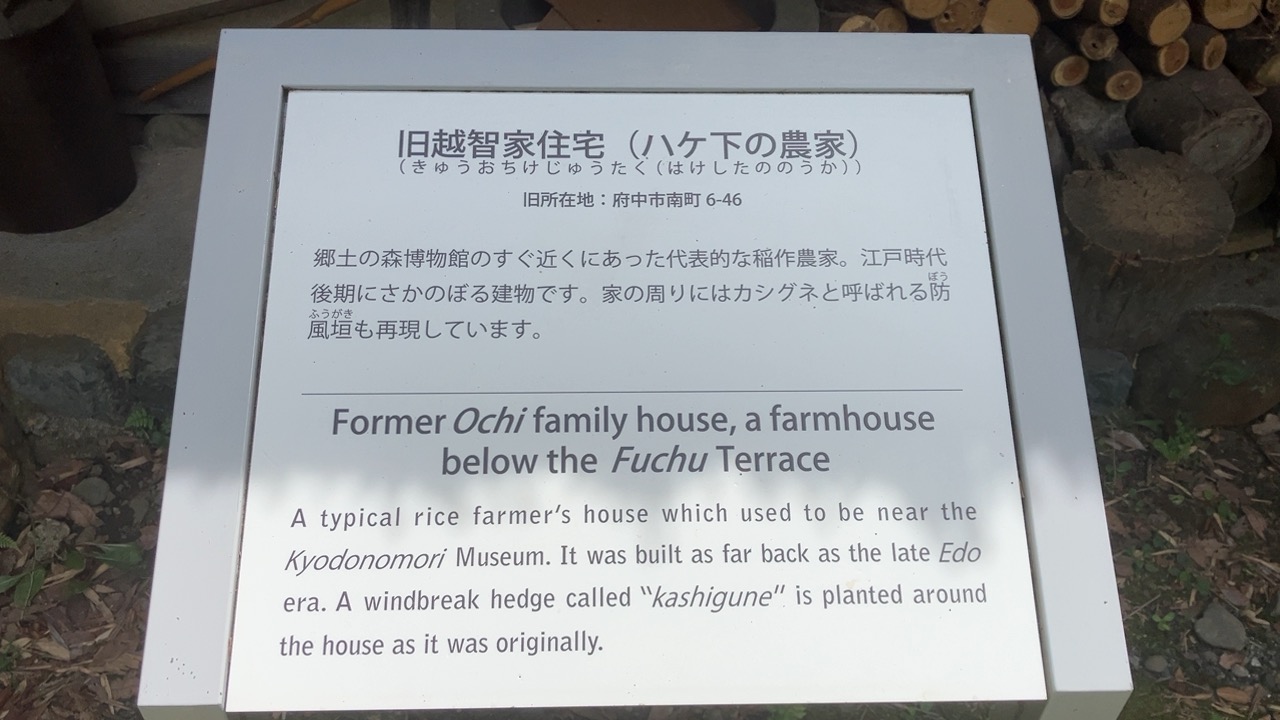 旧越智家住宅（ハケ下の農家）
（きゅうおちけじゅうたく（はけしたののうか））
旧所在地：府中市南町 6-46
郷土の森博物館のすぐ近くにあった代表的な稲作農家。江戸時代
後期にさかのぼる建物です。家の周りにはカシグネと呼ばれる防
ぼう
風垣も再現しています。
ふうがき
Former Ochi family house, a farmhouse
below the Fuchu Terrace
A typical rice farmer's house which used to be near the
Kyodonomori Museum. It was built as far back as the late Edo
era. A windbreak hedge called "kashigune" is planted around
the house as it was originally.